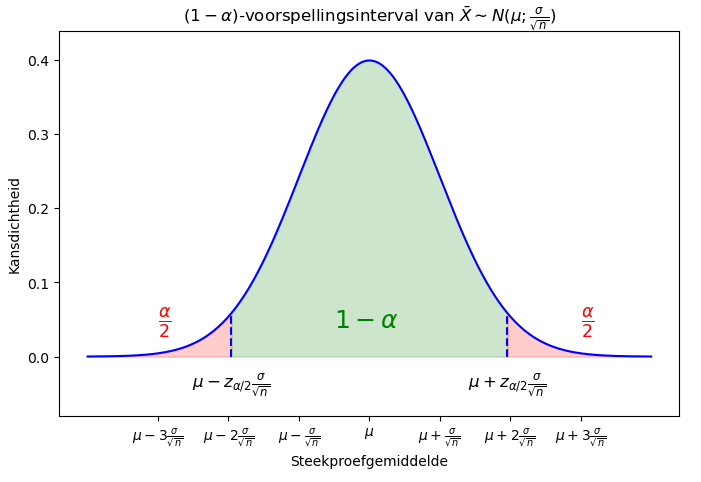 (1 − α)-voorspellingsinterval van X̄ ~ N(μ; σ/√n)
Kansdichtheid
0.4
0.3
0.2
0.1
0.0
α/2
1 − α
α/2
μ − z_{α/2} σ/√n
μ + z_{α/2} σ/√n
μ − 3 σ/√n
μ − 2 σ/√n
μ − σ/√n
μ
μ + σ/√n
μ + 2 σ/√n
μ + 3 σ/√n
Steekproefgemiddelde